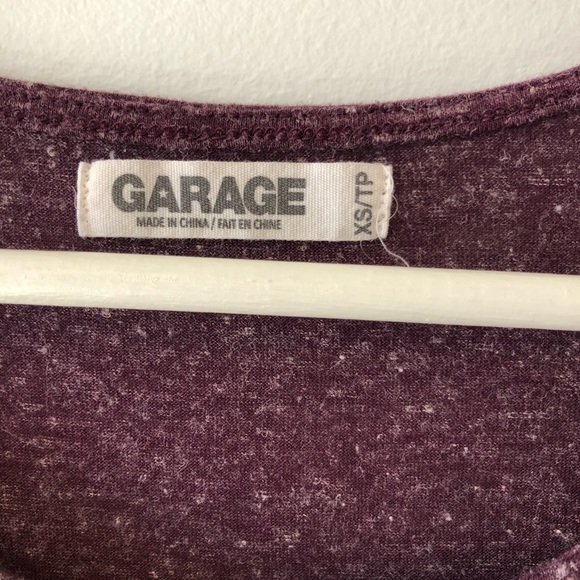 GARAGE
MADE IN CHINA / FAIT EN CHINE
XS/TP